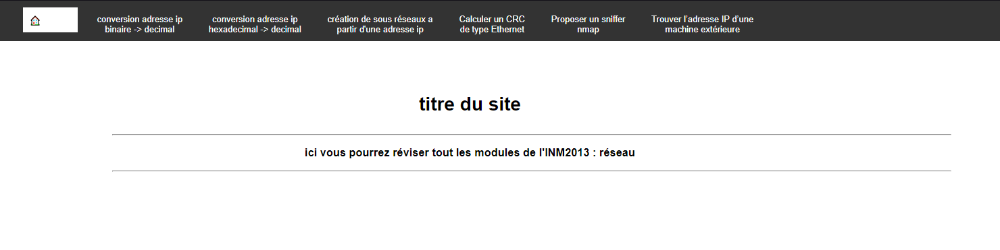 conversion adresse ip
binaire -> decimal
conversion adresse ip
hexadecimal -> decimal
création de sous réseaux a
partir d'une adresse ip
Calculer un CRC
de type Ethernet
Proposer un sniffer
nmap
Trouver l'adresse IP d'une
machine extérieure
titre du site
ici vous pourrez réviser tout les modules de l'INM2013 : réseau